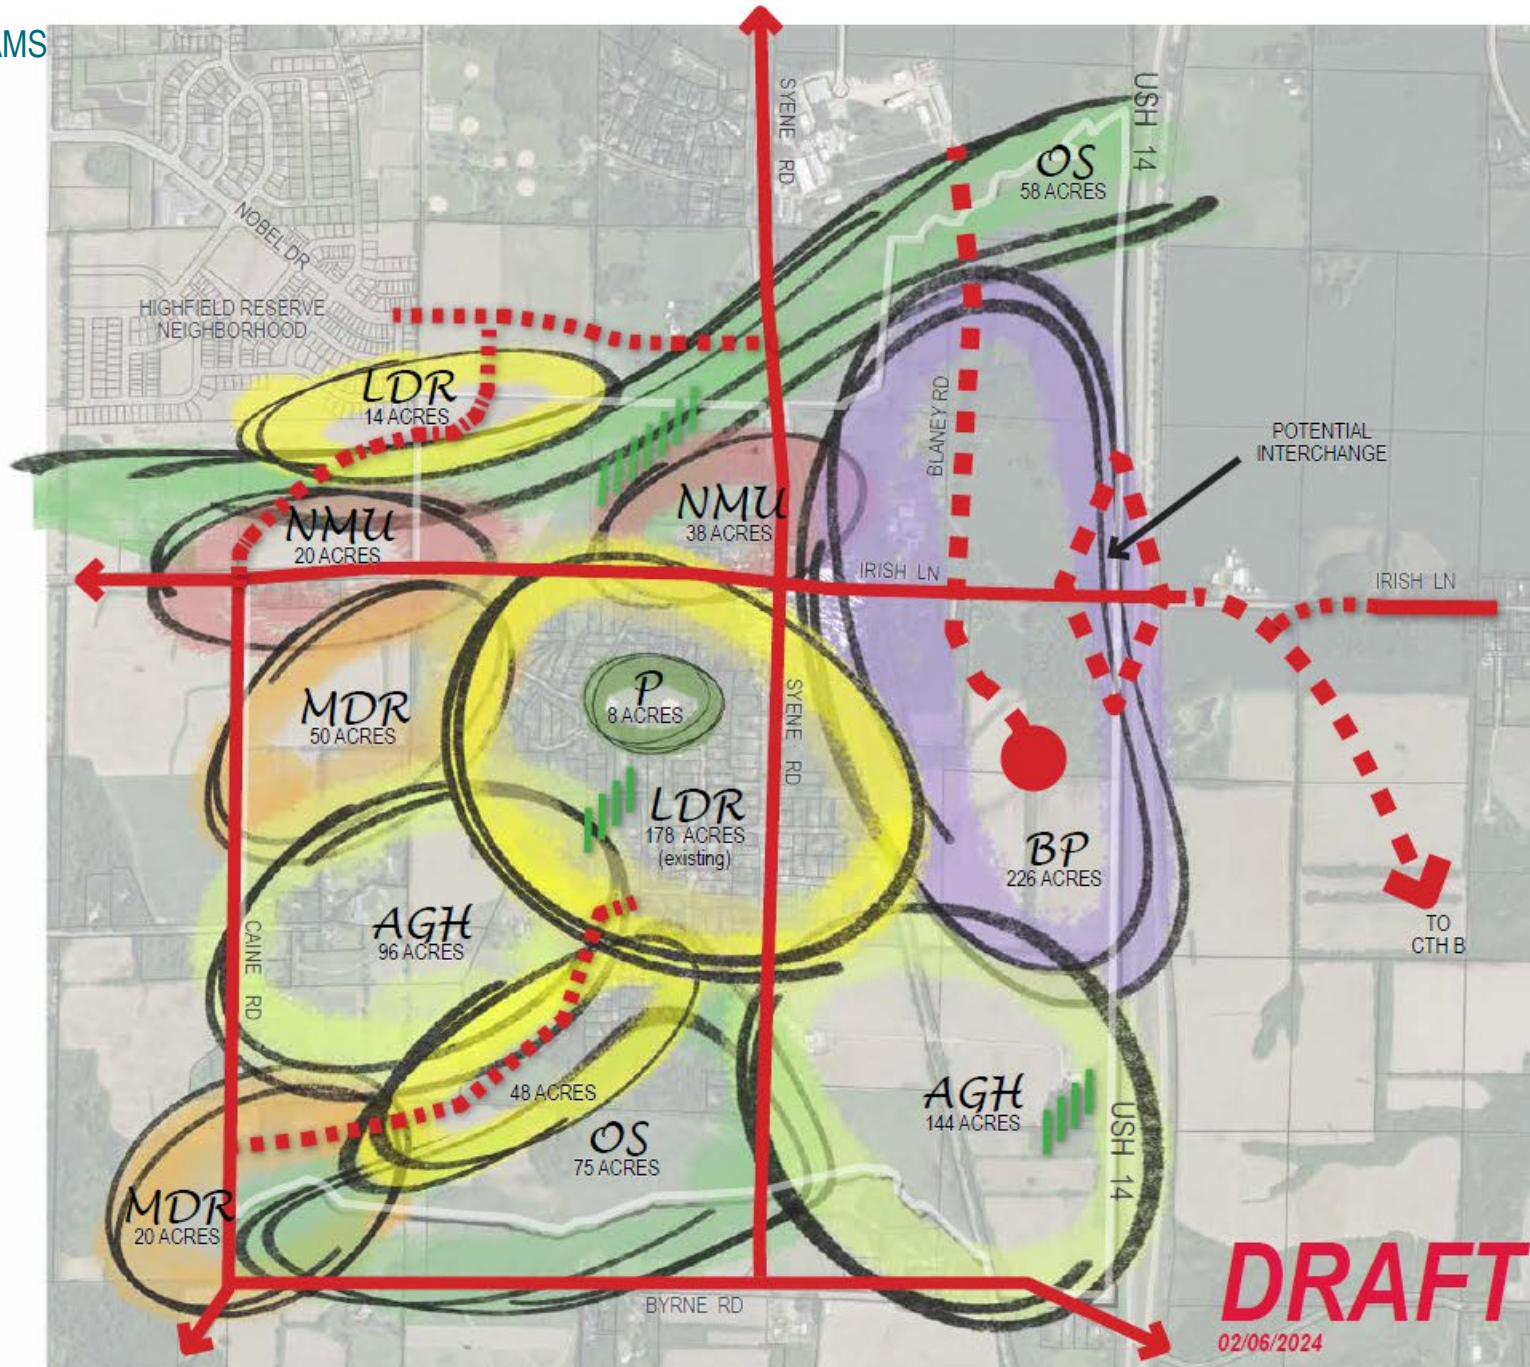 AMS
SYENE RD
USH 14
OS
58 ACRES
NOBEL DR
HIGHFIELD RESERVE
NEIGHBORHOOD
LDR
14 ACRES
BLANEY RD
POTENTIAL
INTERCHANGE
NMU
38 ACRES
NMU
20 ACRES
IRISH LN
IRISH LN
P
8 ACRES
MDR
50 ACRES
SYENE RD
LDR
178 ACRES
(existing)
BP
226 ACRES
AGH
96 ACRES
CAINE RD
TO
CTH B
48 ACRES
AGH
144 ACRES
USH 14
OS
75 ACRES
MDR
20 ACRES
BYRNE RD
DRAFT
02/06/2024